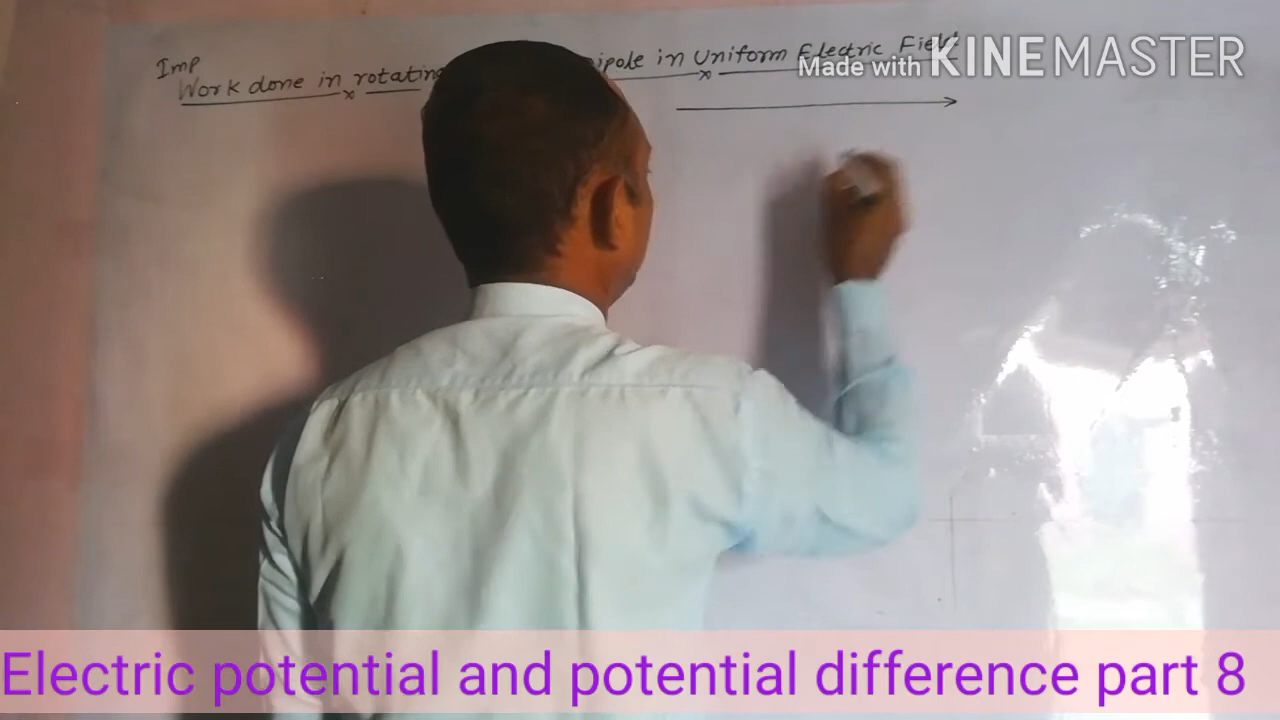 Imp
Work done in rotating in Uniform Electric Field
Made with KINEMASTER
Electric potential and potential difference part 8